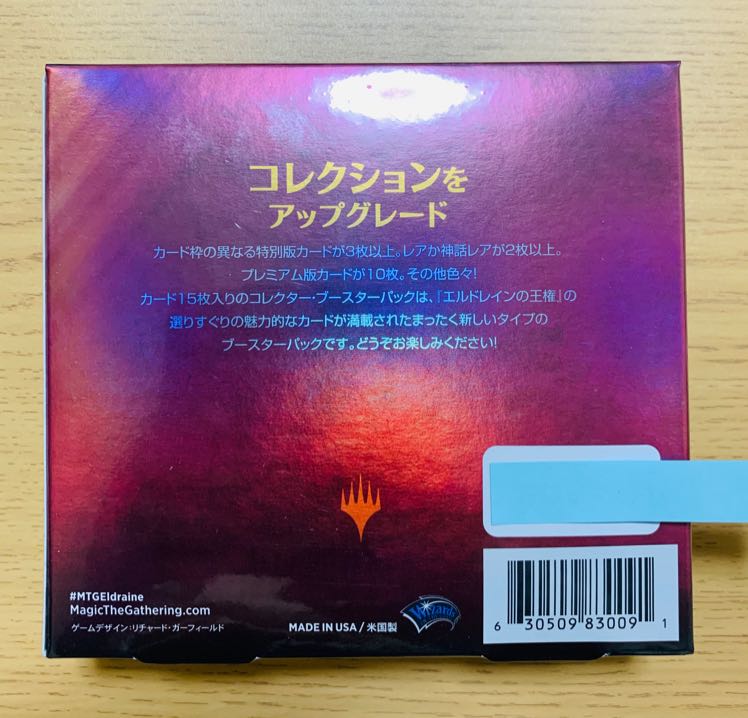 コレクションを
アップグレード
カード枠の異なる特別版カードが3枚以上。レアか神話レアが2枚以上。
プレミアム版カードが10枚。その他色々!
カード15枚入りのコレクター・ブースターパックは、『エルドレインの王権』の
選りすぐりの魅力的なカードが満載されたまったく新しいタイプの
ブースターパックです。どうぞお楽しみください!
#MTGEldraine
MagicTheGathering.com
ゲームデザイン:リチャード・ガーフィールド
MADE IN USA / 米国製
Wizards
6 30509 83009 1